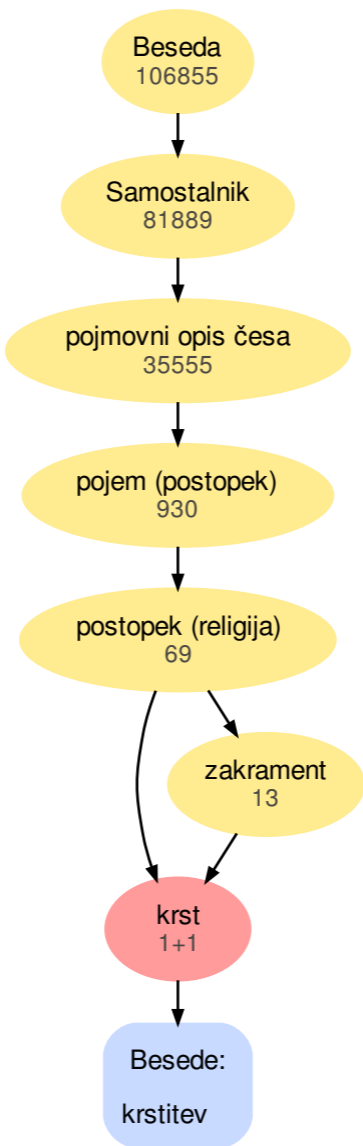 Beseda
106855
Samostalnik
81889
pojmovni opis česa
35555
pojem (postopek)
930
postopek (religija)
69
zakrament
13
krst
1+1
Besede:
krstitev